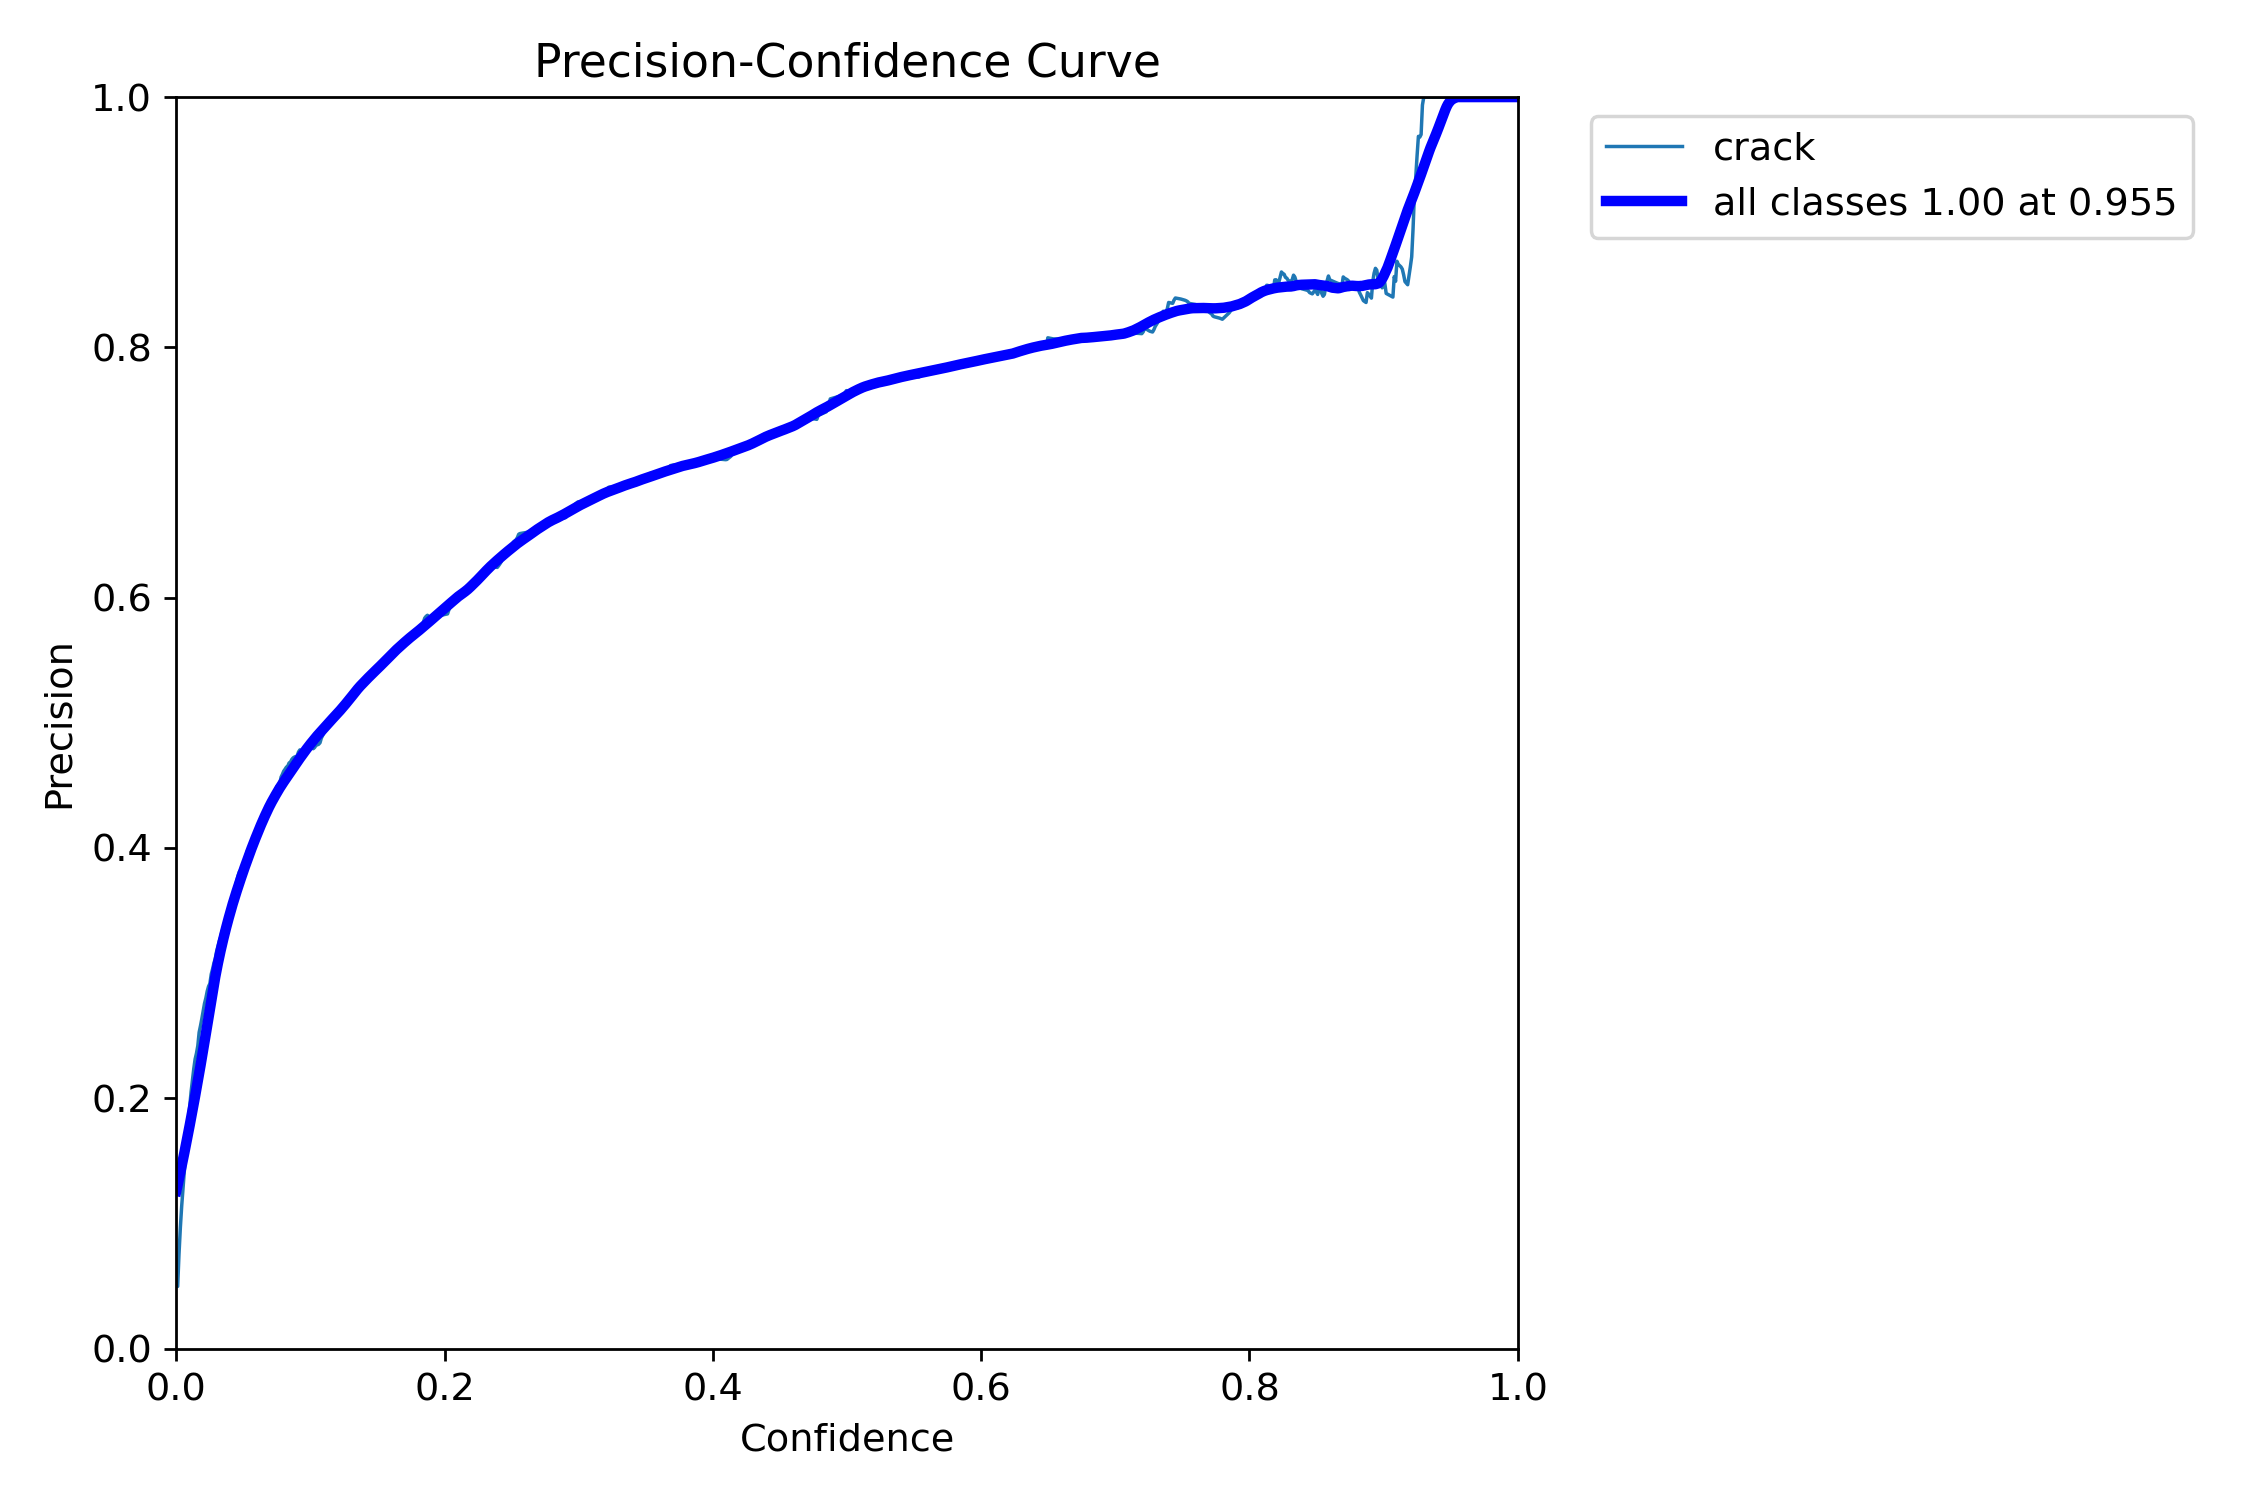 Precision-Confidence Curve
1.0
0.8
0.6
0.4
0.2
0.0
Precision
0.0 0.2 0.4 0.6 0.8 1.0
Confidence
crack
all classes 1.00 at 0.955